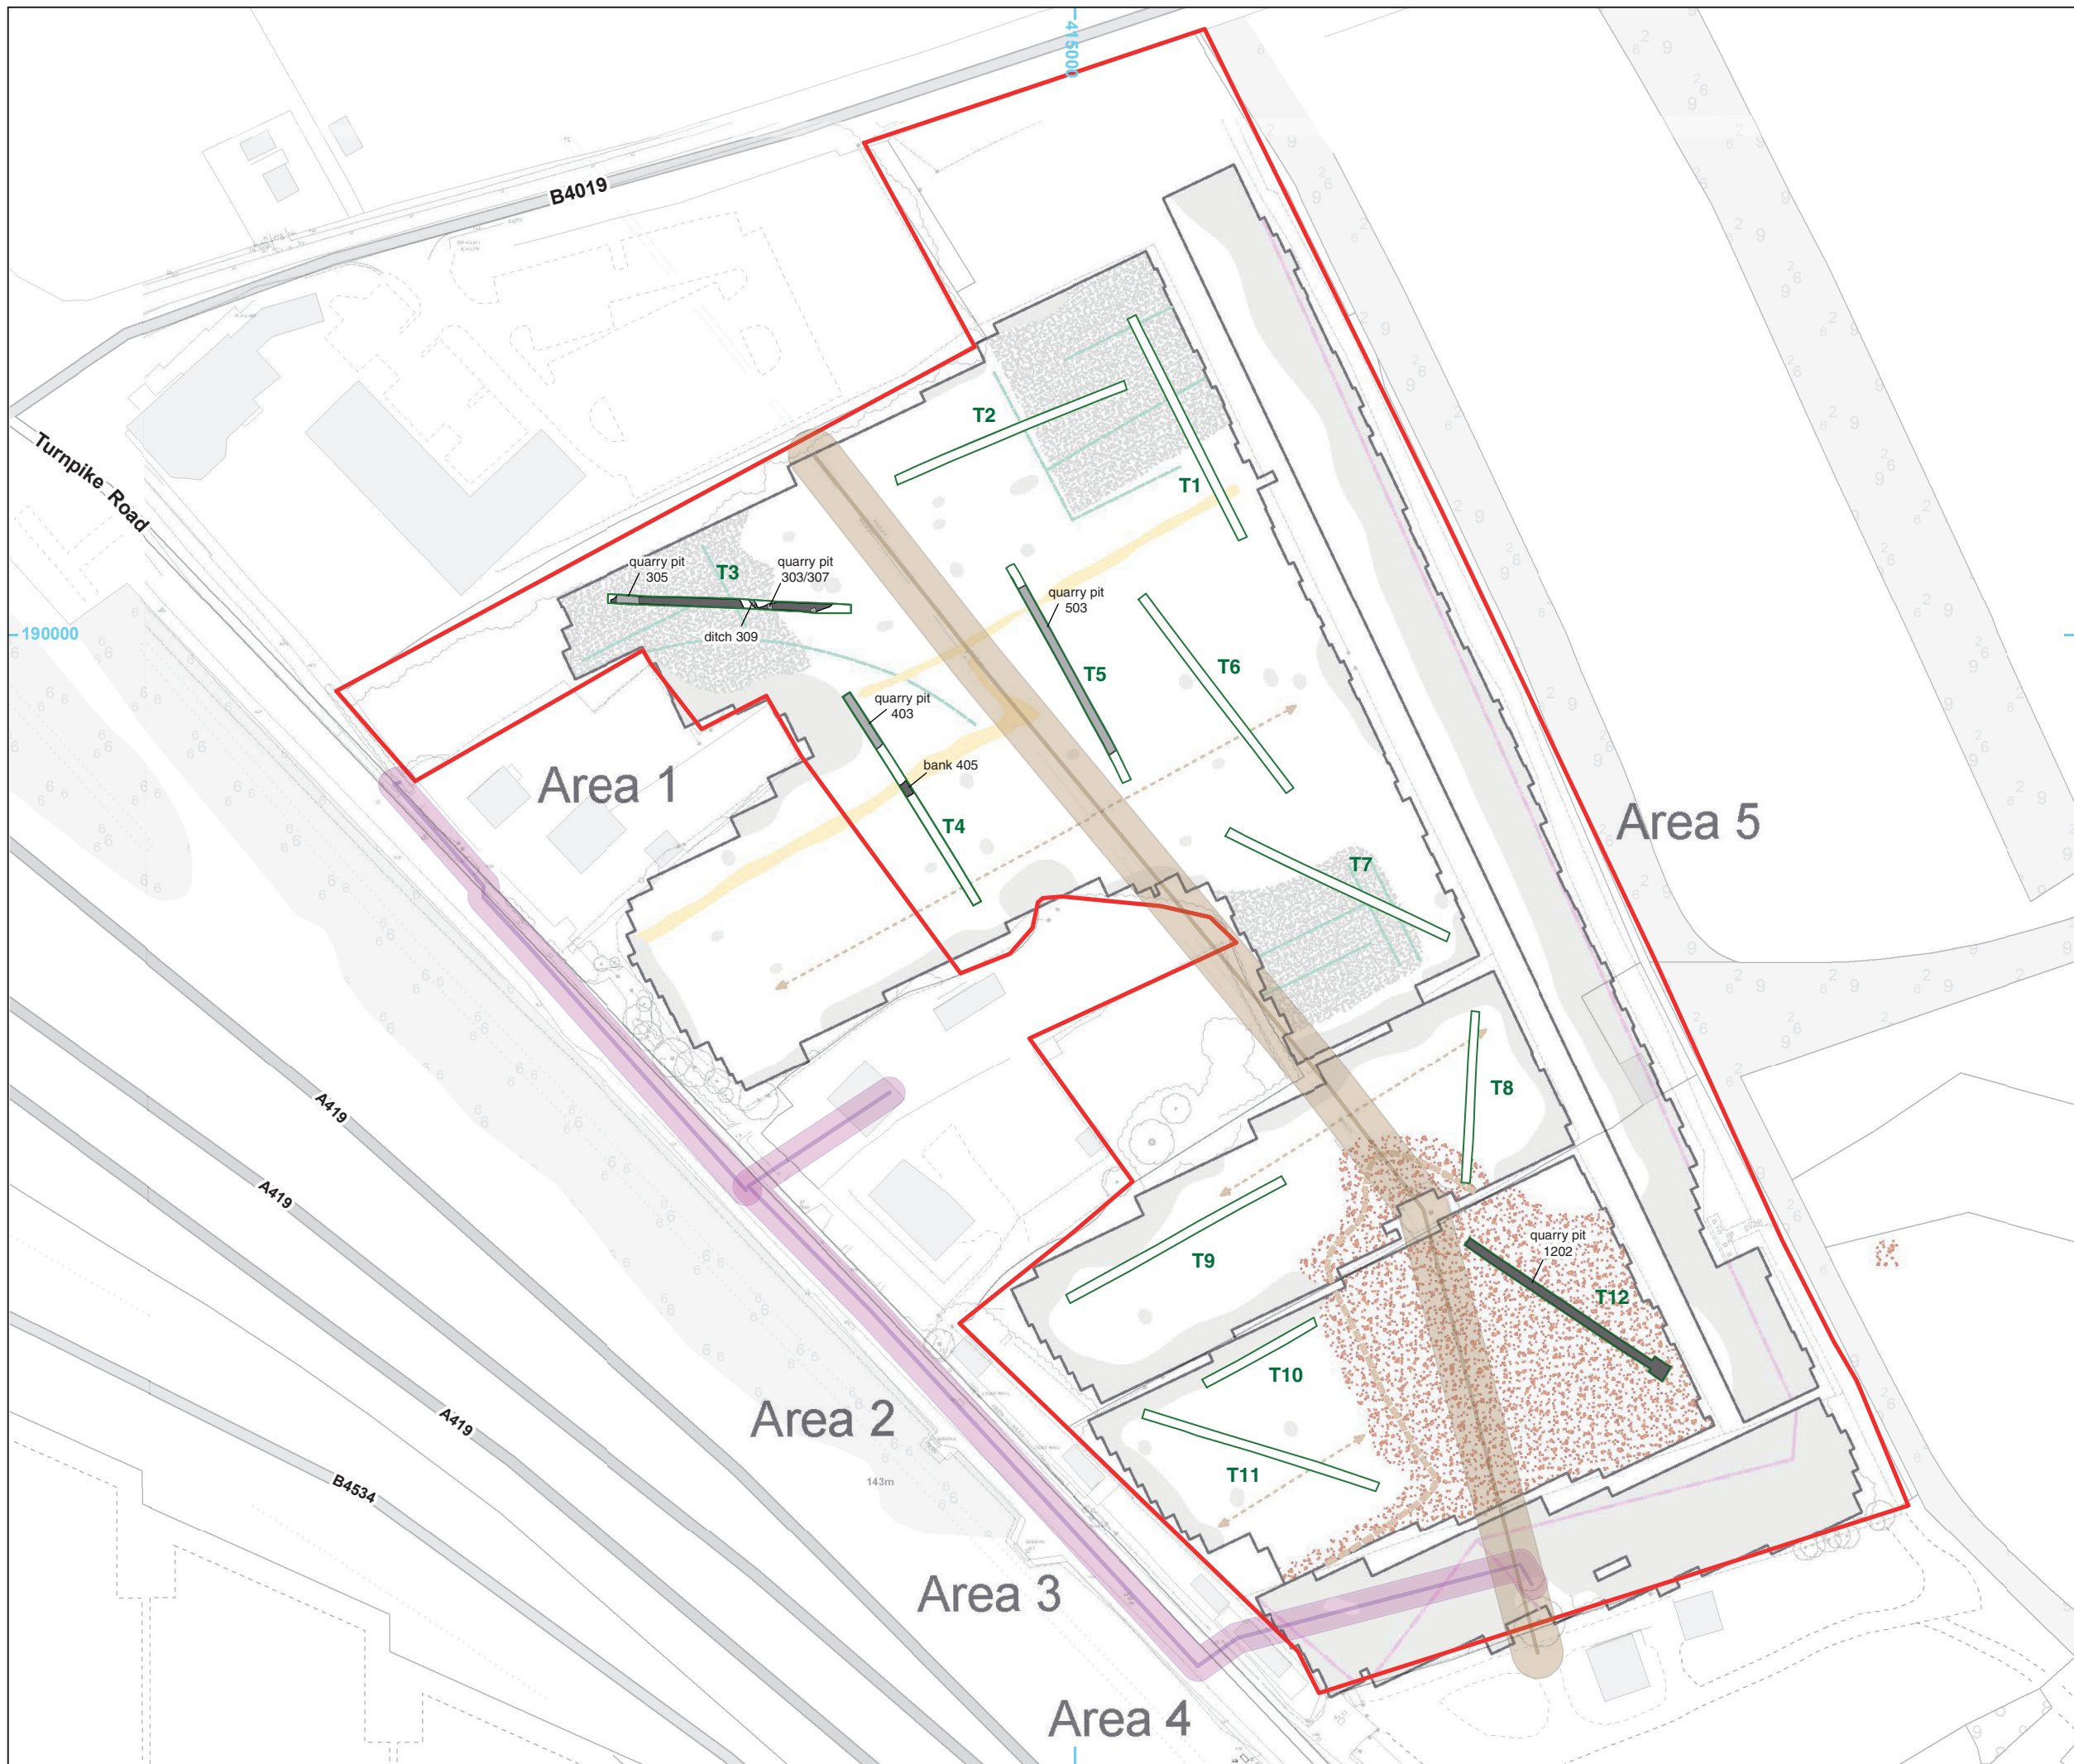 415000
B4019
Turnpike Road
T2
T1
quarry pit
305
T3
quarry pit
303/307
quarry pit
503
190000
ditch 309
T5
T6
quarry pit
403
bank 405
Area 1
Area 5
T4
T7
T8
A419
A419
T9
quarry pit
1202
T12
T10
Area 2
A419
T11
143m
B4534
Area 3
Area 4